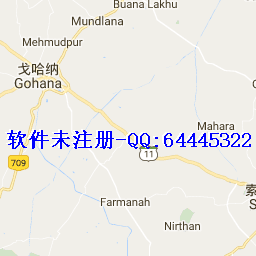 Buana Lakhu
Mundlana
Mehmudpur
戈哈纳
Gohana
Mahara
软件未注册-QQ:64445322
11
709
索
S
Farmanah
Nirthan